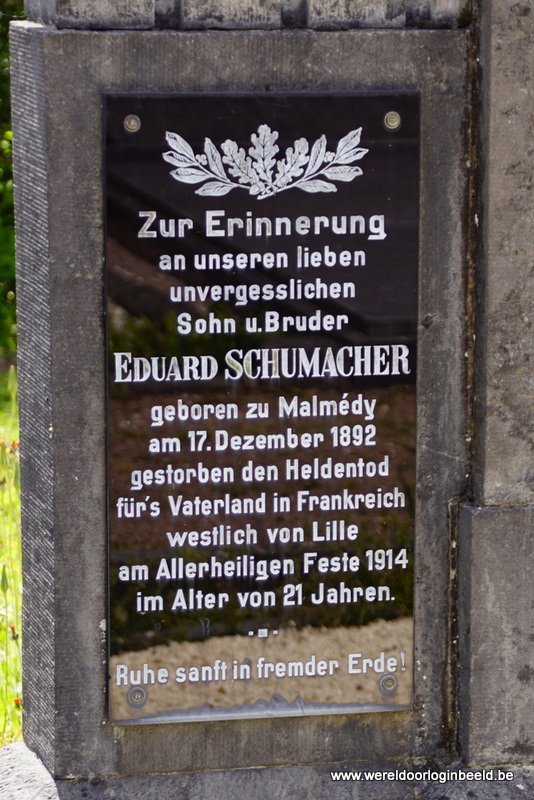 Zur Erinnerung
an unseren lieben
unvergesslichen
Sohn u. Bruder
EDUARD SCHUMACHER
geboren zu Malmédy
am 17. Dezember 1892
gestorben den Heldentod
für's Vaterland in Frankreich
westlich von Lille
am Allerheiligen Feste 1914
im Alter von 21 Jahren.
Ruhe sanft in fremder Erde!
www.wereldoorloginbeeld.be